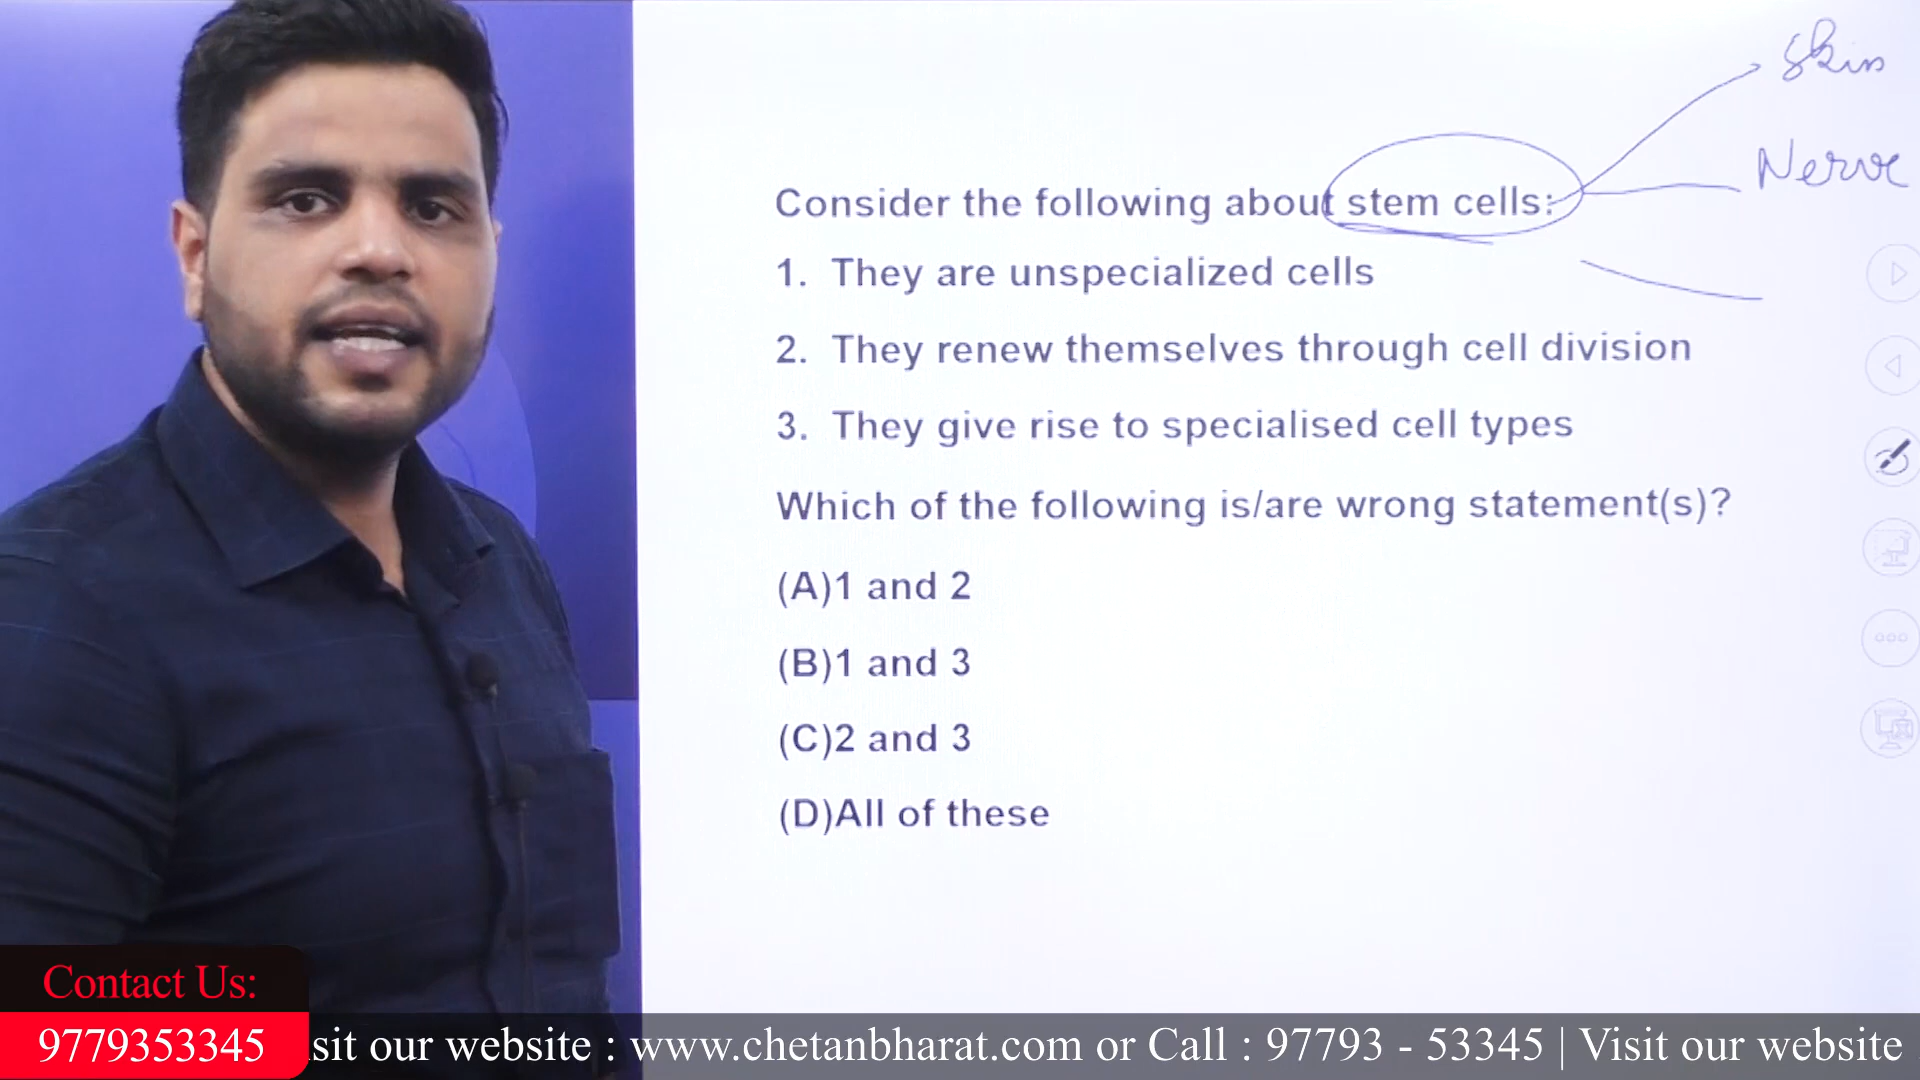 Skin
Nerve
Consider the following about stem cells:
1. They are unspecialized cells
2. They renew themselves through cell division
3. They give rise to specialised cell types
Which of the following is/are wrong statement(s)?
(A)1 and 2
(B)1 and 3
(C)2 and 3
(D)All of these
Contact Us:
9779353345
sit our website : www.chetanbharat.com or Call : 97793 - 53345 | Visit our website